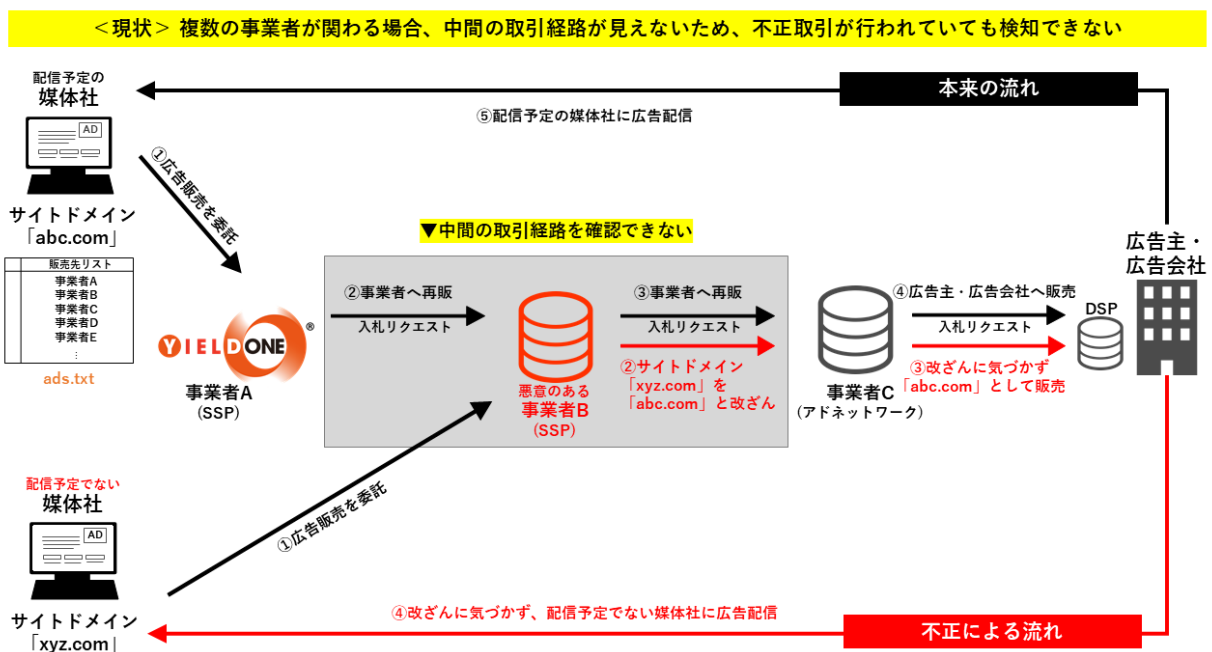 ＜現状＞ 複数の事業者が関わる場合、中間の取引経路が見えないため、不正取引が行われていても検知できない
配信予定の
媒体社
AD
サイトドメイン
「abc.com」
販売先リスト
事業者A
事業者B
事業者C
事業者D
事業者E
⋮
ads.txt
本来の流れ
⑤配信予定の媒体社に広告配信
①広告販売を委託
YIELDONE®
事業者A
(SSP)
▼中間の取引経路を確認できない
②事業者へ再販
入札リクエスト
悪意のある
事業者B
(SSP)
③事業者へ再販
入札リクエスト
②サイトドメイン
「xyz.com」を
「abc.com」と改ざん
事業者C
(アドネットワーク)
④広告主・広告会社へ販売
入札リクエスト
③改ざんに気づかず
「abc.com」として販売
DSP
広告主・
広告会社
配信予定でない
媒体社
AD
サイトドメイン
「xyz.com」
①広告販売を委託
④改ざんに気づかず、配信予定でない媒体社に広告配信
不正による流れ